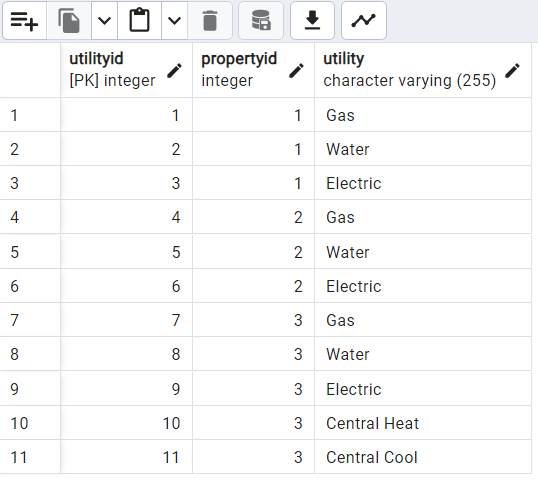 utilityid propertyid utility
[PK] integer integer character varying (255)
1 1 1 Gas
2 2 1 Water
3 3 1 Electric
4 4 2 Gas
5 5 2 Water
6 6 2 Electric
7 7 3 Gas
8 8 3 Water
9 9 3 Electric
10 10 3 Central Heat
11 11 3 Central Cool